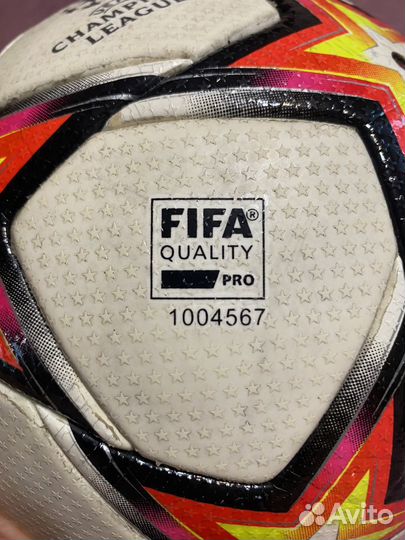 CHAMPIONS
LEAGUE
FIFA®
QUALITY
PRO
1004567
Avito